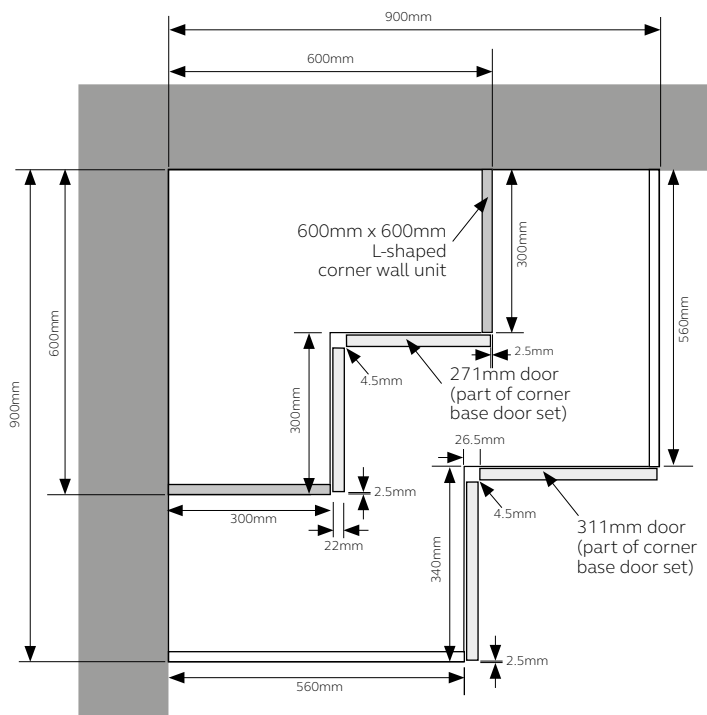 900mm
600mm
600mm x 600mm
L-shaped
corner wall unit
300mm
560mm
600mm
900mm
2.5mm
4.5mm
271mm door
(part of corner
base door set)
300mm
26.5mm
2.5mm
300mm
4.5mm
22mm
311mm door
(part of corner
base door set)
340mm
2.5mm
560mm